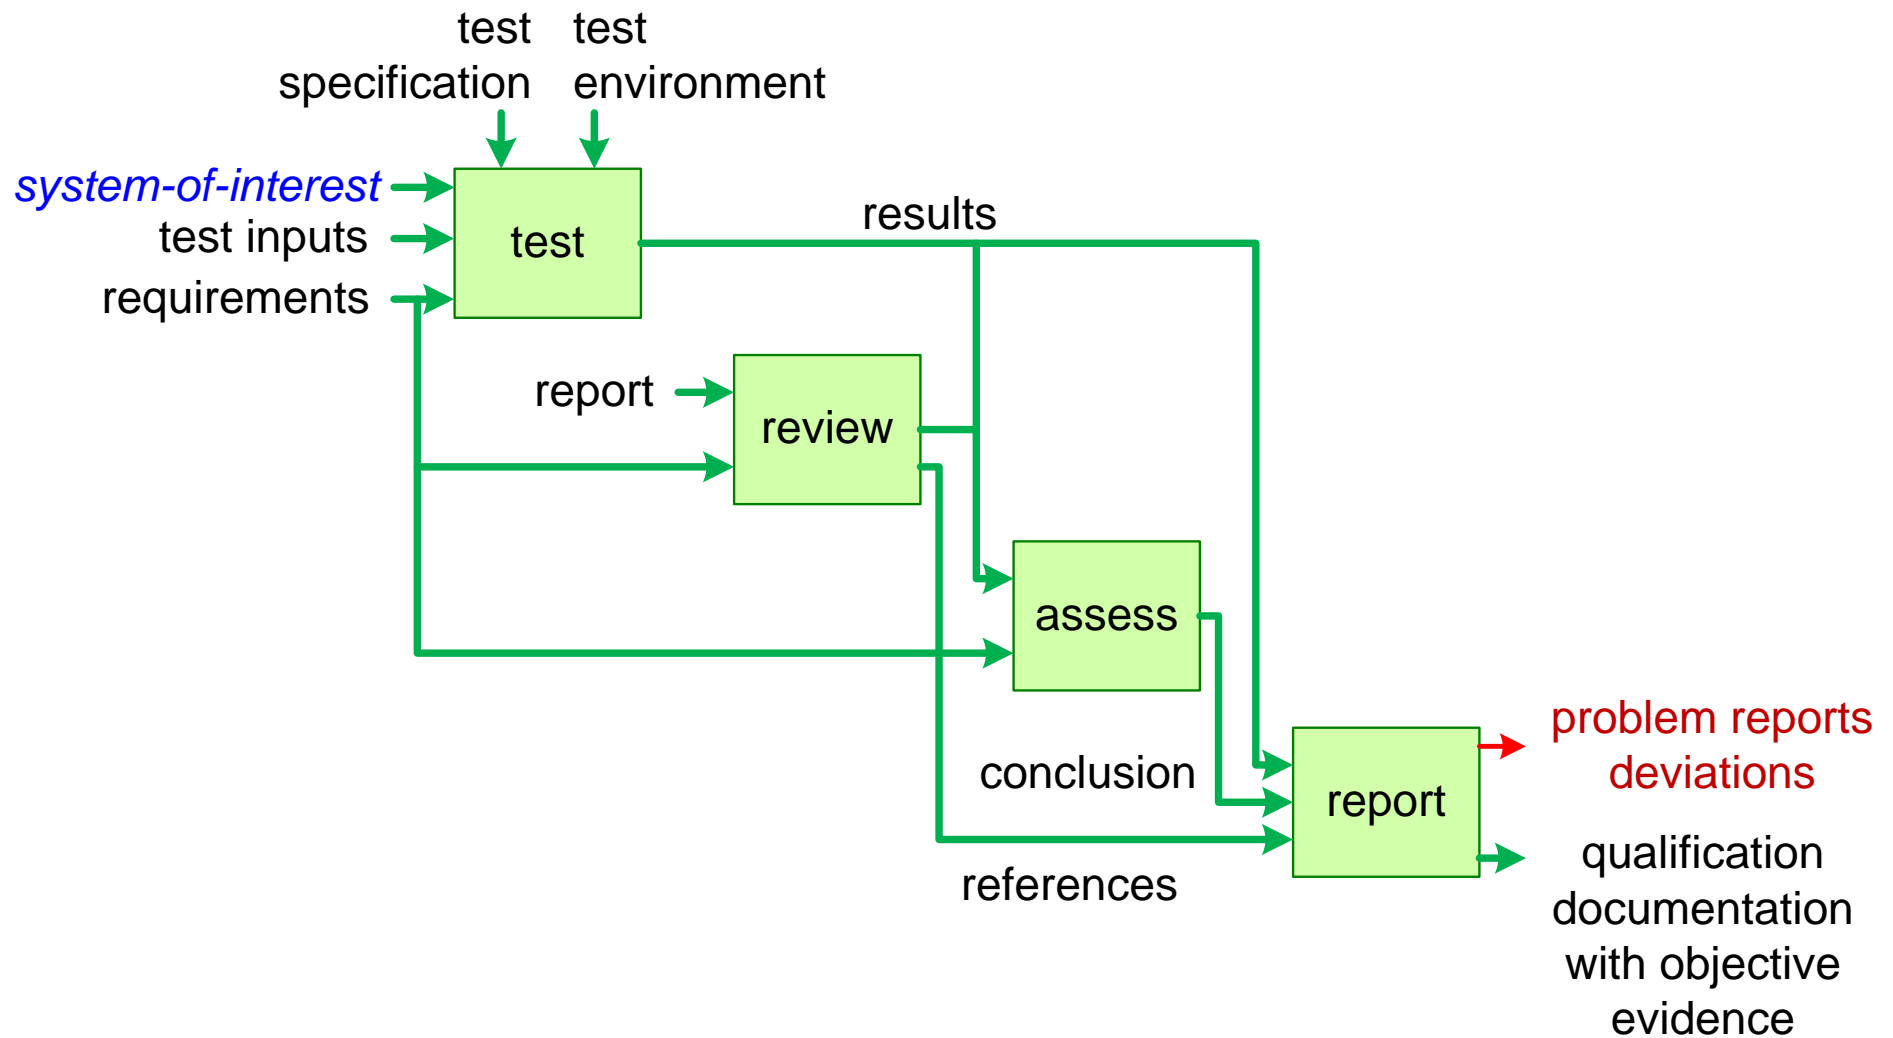 test
specification
test
environment
system-of-interest
test inputs
requirements
test
results
report
review
assess
conclusion
references
report
problem reports
deviations
qualification
documentation
with objective
evidence